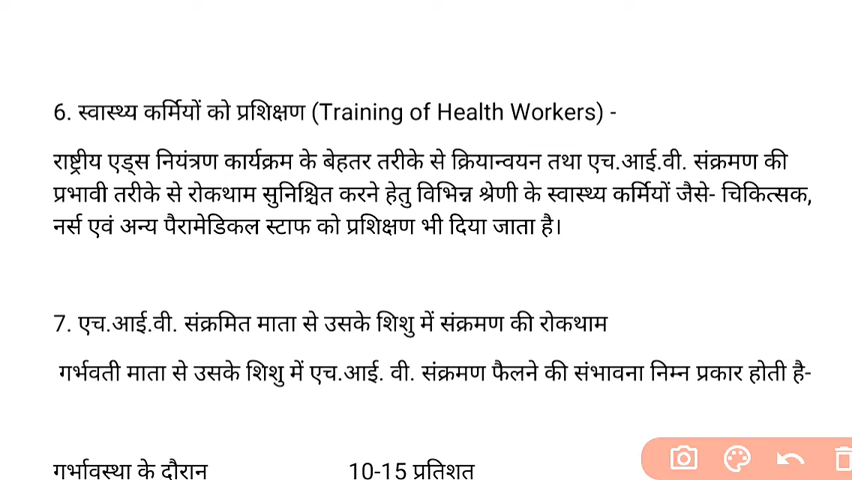 6. स्वास्थ्य कर्मियों को प्रशिक्षण (Training of Health Workers) -
राष्ट्रीय एड्स नियंत्रण कार्यक्रम के बेहतर तरीके से क्रियान्वयन तथा एच.आई.वी. संक्रमण की
प्रभावी तरीके से रोकथाम सुनिश्चित करने हेतु विभिन्न श्रेणी के स्वास्थ्य कर्मियों जैसे- चिकित्सक,
नर्स एवं अन्य पैरामेडिकल स्टाफ को प्रशिक्षण भी दिया जाता है।
7. एच.आई.वी. संक्रमित माता से उसके शिशु में संक्रमण की रोकथाम
गर्भवती माता से उसके शिशु में एच.आई. वी. संक्रमण फैलने की संभावना निम्न प्रकार होती है-
गर्भावस्था के दौरान 10-15 प्रतिशत